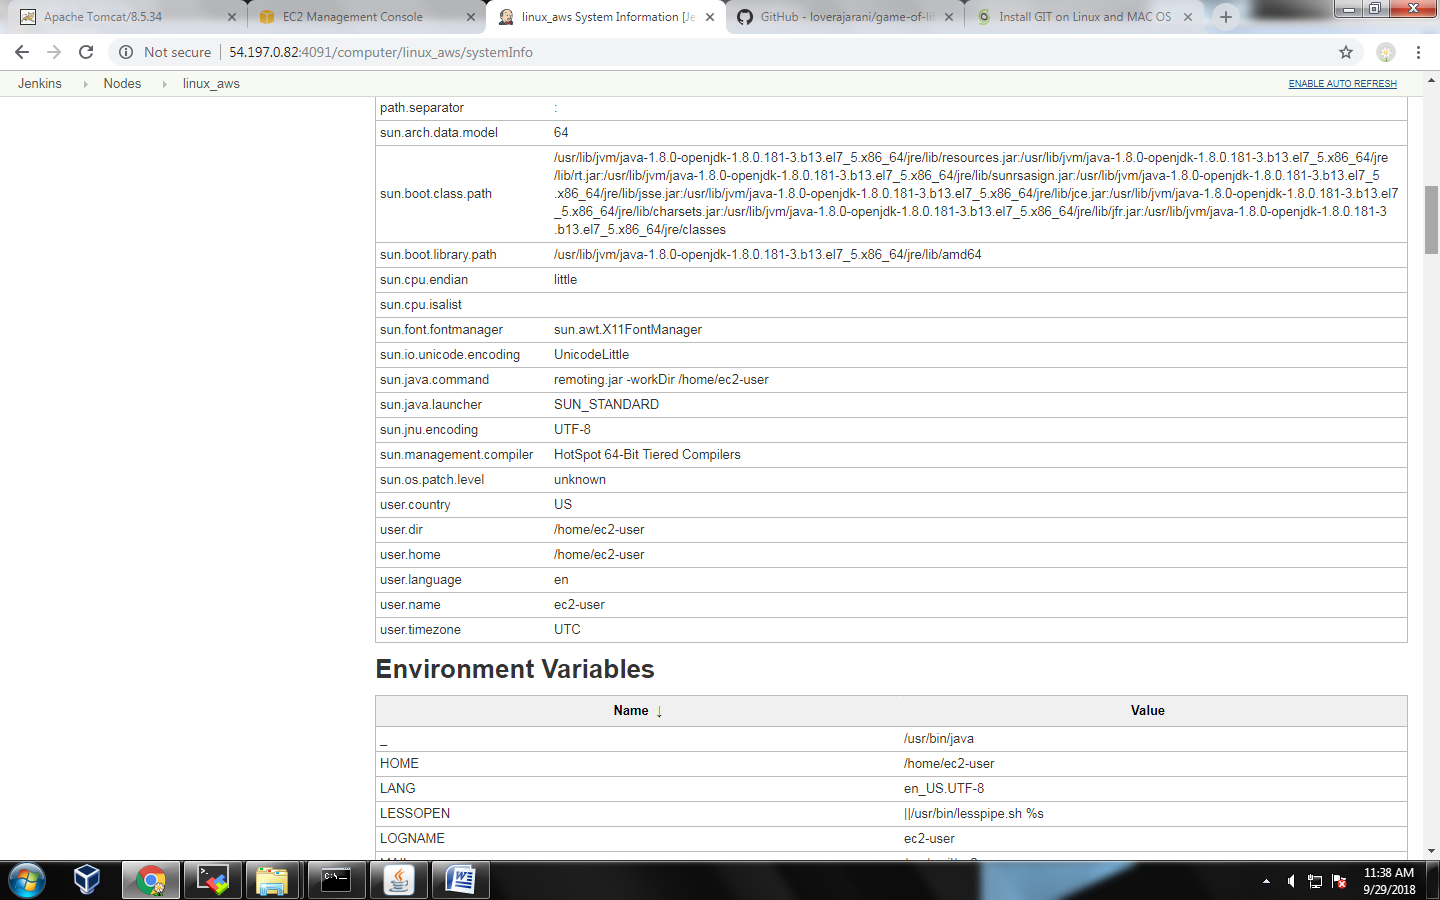 Apache Tomcat/8.5.34
EC2 Management Console
linux_aws System Information [Je
GitHub - loverajarani/game-of-lif
Install GIT on Linux and MAC OS
Not secure
54.197.0.82:4091/computer/linux_aws/systemInfo
Jenkins
Nodes
linux_aws
ENABLE AUTO REFRESH
path.separator :
sun.arch.data.model 64
sun.boot.class.path
/usr/lib/jvm/java-1.8.0-openjdk-1.8.0.181-3.b13.el7_5.x86_64/jre/lib/resources.jar:/usr/lib/jvm/java-1.8.0-openjdk-1.8.0.181-3.b13.el7_5.x86_64/jre
/lib/rt.jar:/usr/lib/jvm/java-1.8.0-openjdk-1.8.0.181-3.b13.el7_5.x86_64/jre/lib/sunrsasign.jar:/usr/lib/jvm/java-1.8.0-openjdk-1.8.0.181-3.b13.el7_5
.x86_64/jre/lib/jsse.jar:/usr/lib/jvm/java-1.8.0-openjdk-1.8.0.181-3.b13.el7_5.x86_64/jre/lib/jce.jar:/usr/lib/jvm/java-1.8.0-openjdk-1.8.0.181-3.b13.el7
_5.x86_64/jre/lib/charsets.jar:/usr/lib/jvm/java-1.8.0-openjdk-1.8.0.181-3.b13.el7_5.x86_64/jre/lib/jfr.jar:/usr/lib/jvm/java-1.8.0-openjdk-1.8.0.181-3
.b13.el7_5.x86_64/jre/classes
sun.boot.library.path /usr/lib/jvm/java-1.8.0-openjdk-1.8.0.181-3.b13.el7_5.x86_64/jre/lib/amd64
sun.cpu.endian little
sun.cpu.isalist
sun.font.fontmanager sun.awt.X11FontManager
sun.io.unicode.encoding UnicodeLittle
sun.java.command remoting.jar -workDir /home/ec2-user
sun.java.launcher SUN_STANDARD
sun.jnu.encoding UTF-8
sun.management.compiler HotSpot 64-Bit Tiered Compilers
sun.os.patch.level unknown
user.country US
user.dir /home/ec2-user
user.home /home/ec2-user
user.language en
user.name ec2-user
user.timezone UTC
Environment Variables
Name ↓ Value
_ /usr/bin/java
HOME /home/ec2-user
LANG en_US.UTF-8
LESSOPEN ||/usr/bin/lesspipe.sh %s
LOGNAME ec2-user
11:38 AM
9/29/2018